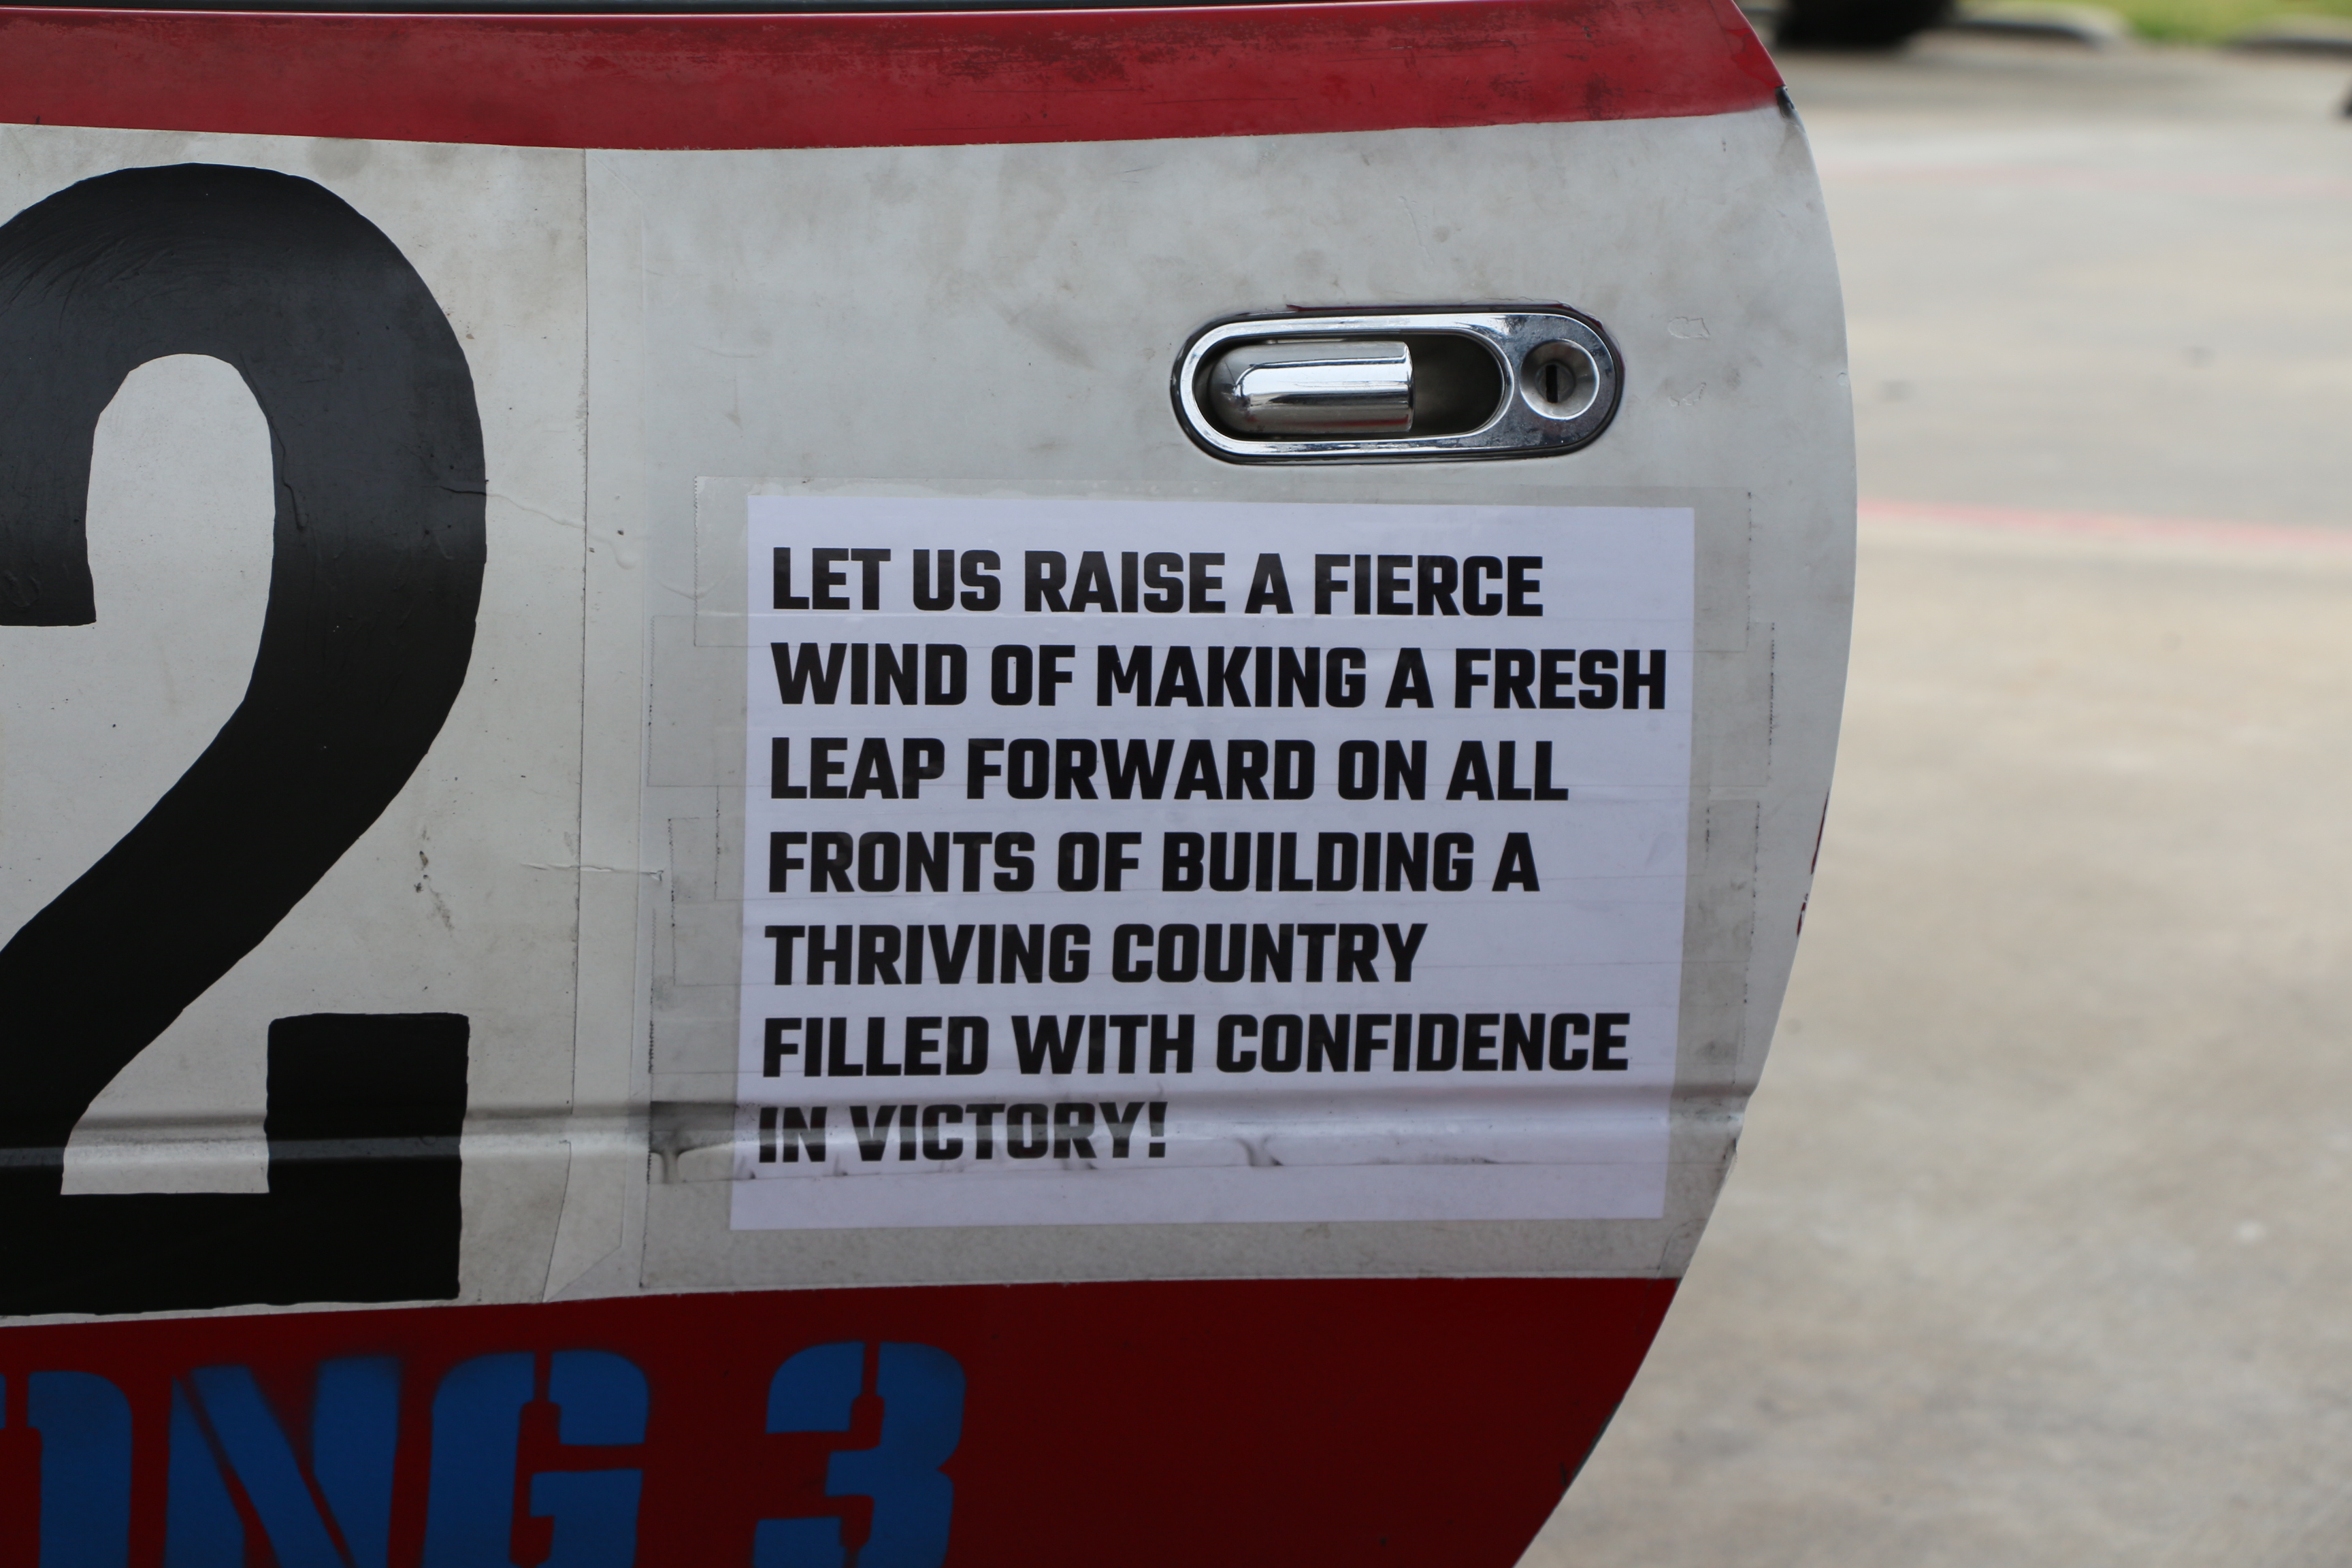 2
LET US RAISE A FIERCE
WIND OF MAKING A FRESH
LEAP FORWARD ON ALL
FRONTS OF BUILDING A
THRIVING COUNTRY
FILLED WITH CONFIDENCE
IN VICTORY!
ONG 3